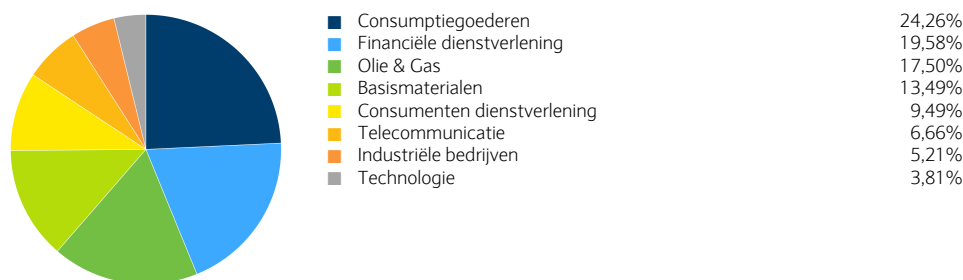 Consumptiegoederen 24,26%
Financiële dienstverlening 19,58%
Olie & Gas 17,50%
Basismaterialen 13,49%
Consumenten dienstverlening 9,49%
Telecommunicatie 6,66%
Industriële bedrijven 5,21%
Technologie 3,81%